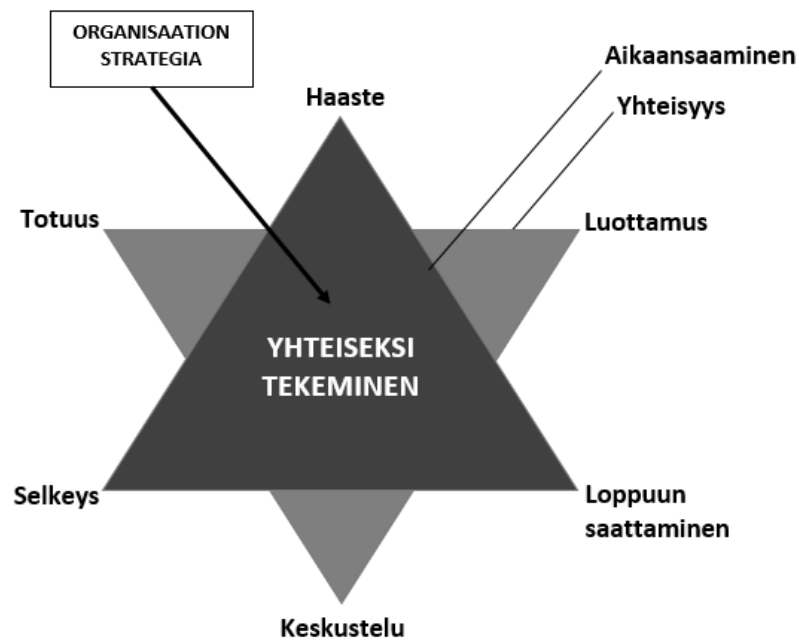 ORGANISAATION
STRATEGIA
Aikaansaaminen
Haaste
Yhteisyys
Totuus
Luottamus
YHTEISEKSI
TEKEMINEN
Selkeys
Loppuun
saattaminen
Keskustelu